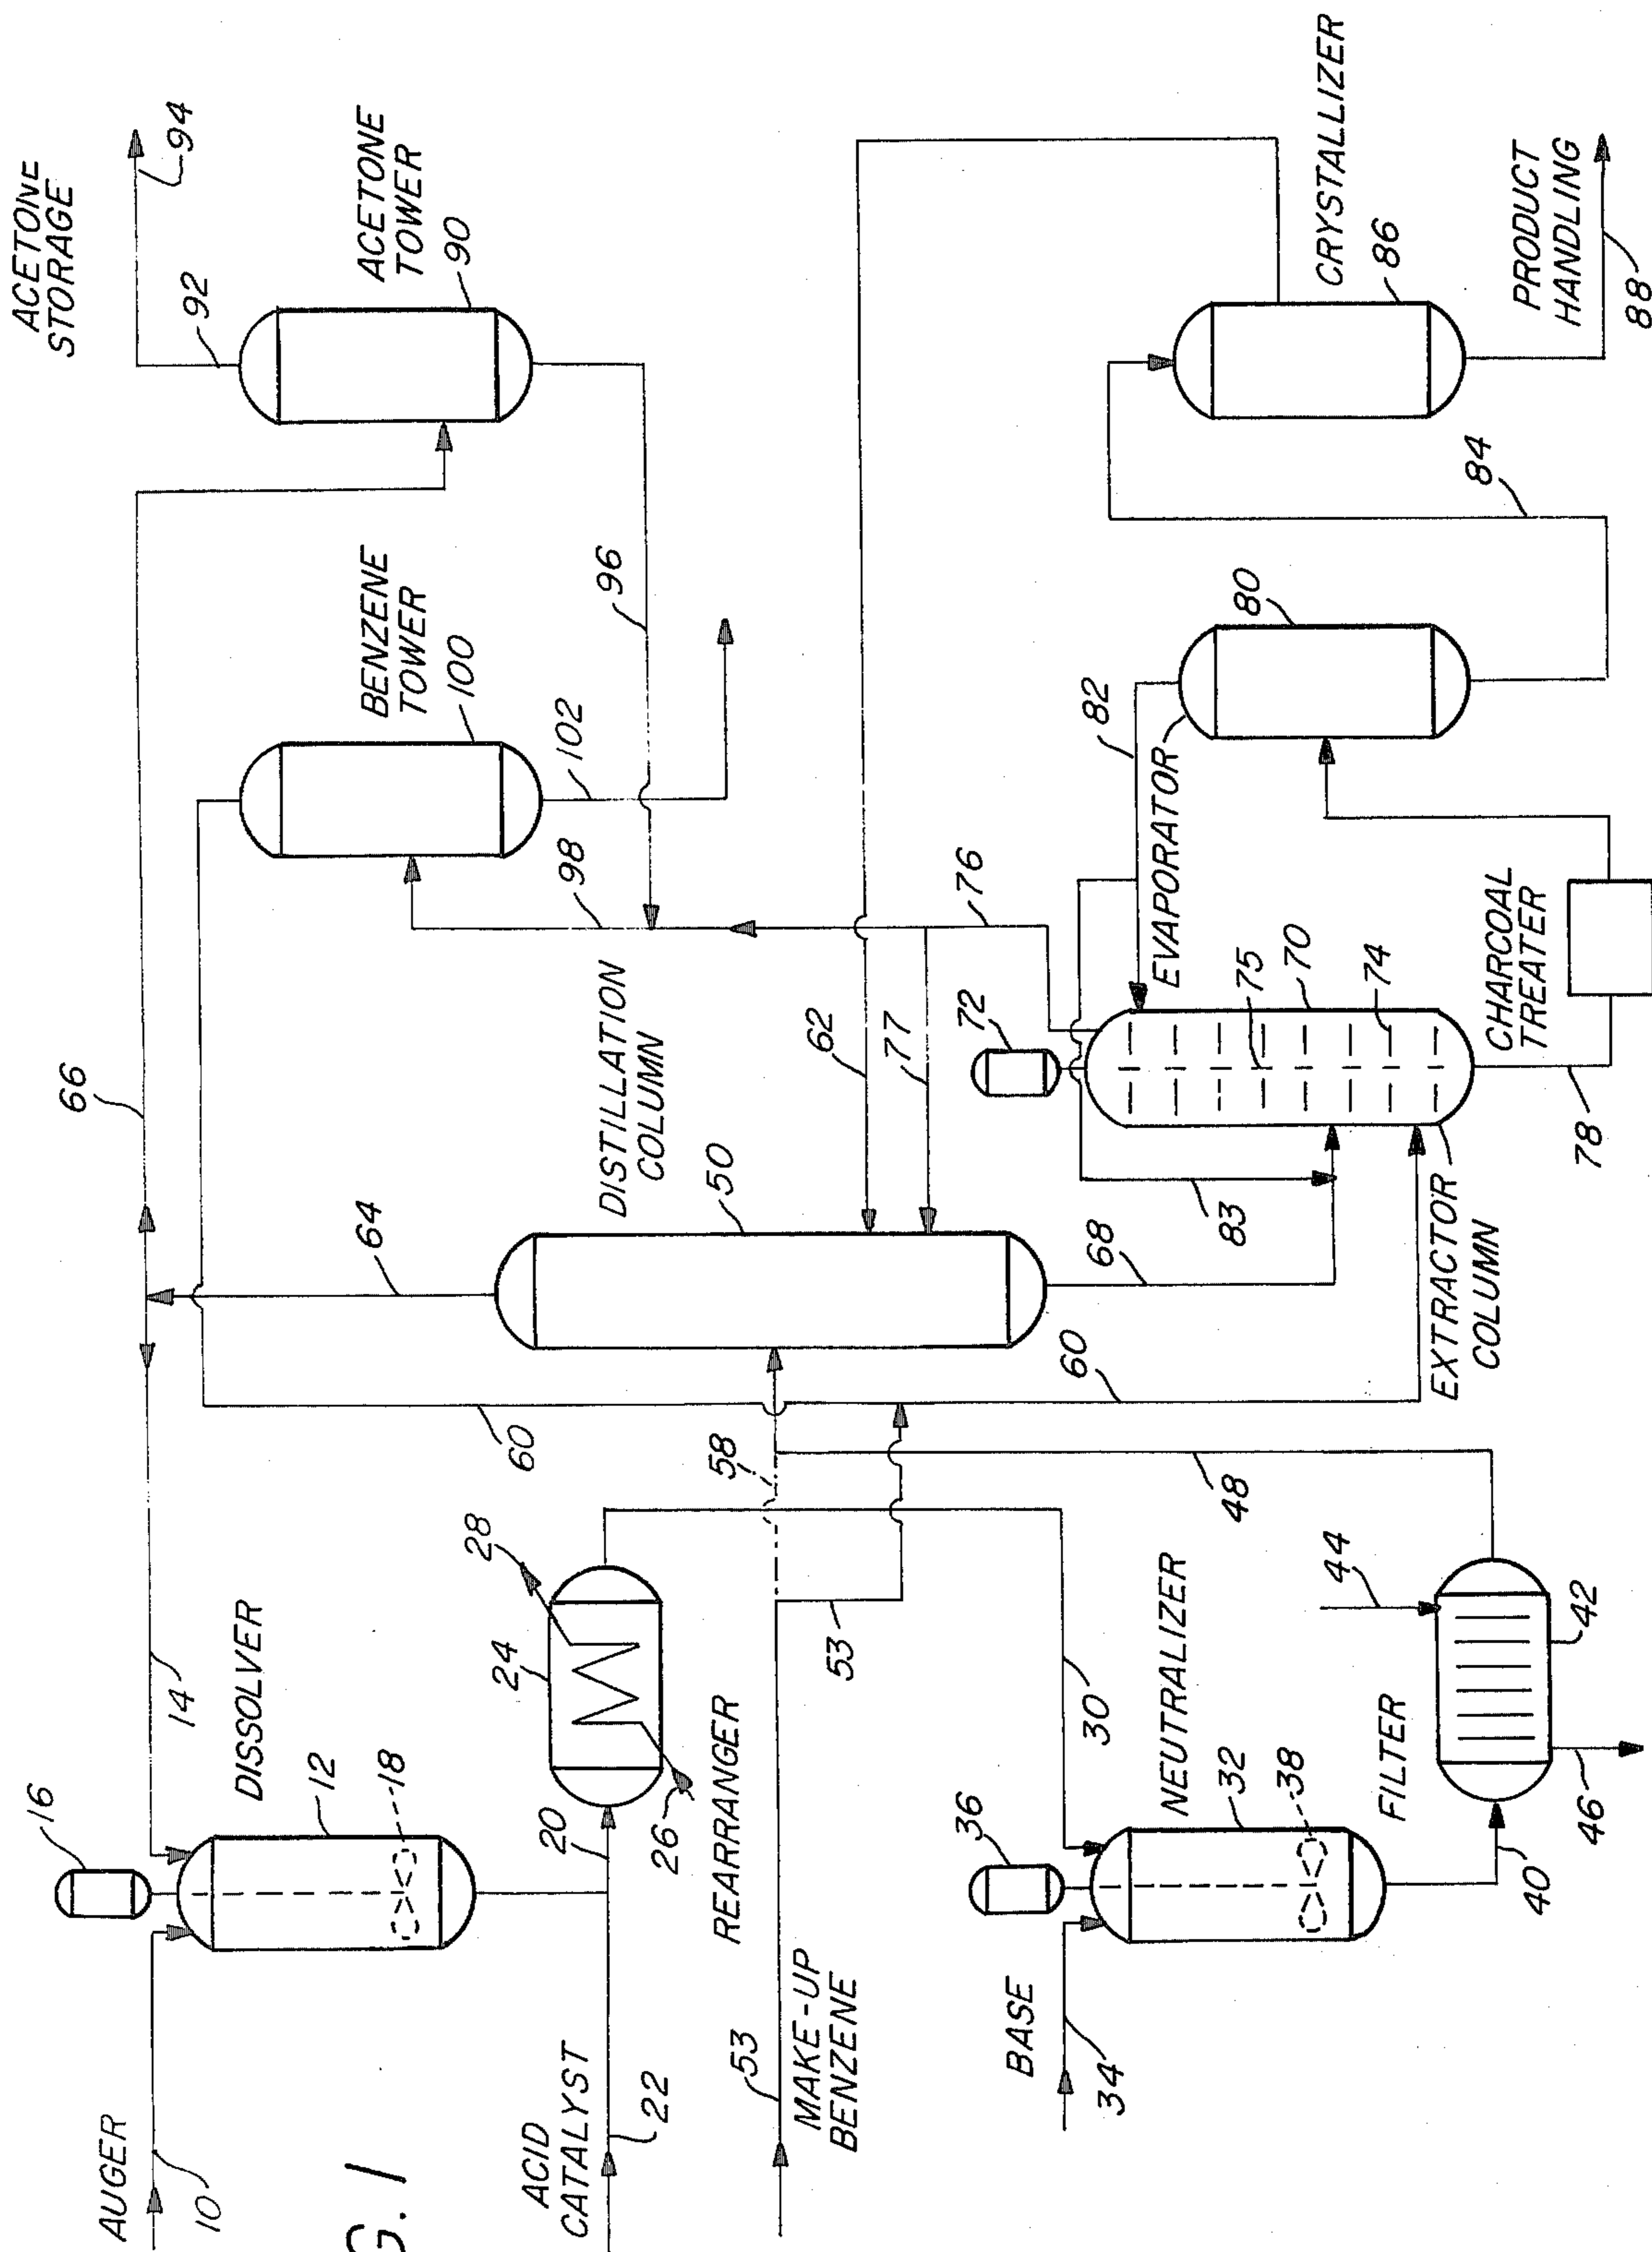 ACETONE
STORAGE
16
66
92
94
AUGER
10
14
DISSOLVER
12
18
64
BENZENE
TOWER
100
ACETONE
TOWER
90
G. 1
28
24
60
ACID
CATALYST
22
20
26
DISTILLATION
COLUMN
50
98
102
96
REARRANGER
58
53
MAKE-UP
BENZENE
53
62
77
76
36
30
60
68
72
82
BASE
34
NEUTRALIZER
32
38
48
83
75
70
74
EVAPORATOR
80
CRYSTALLIZER
86
44
FILTER
42
40
46
EXTRACTOR
COLUMN
78
CHARCOAL
TREATER
84
PRODUCT
HANDLING
88